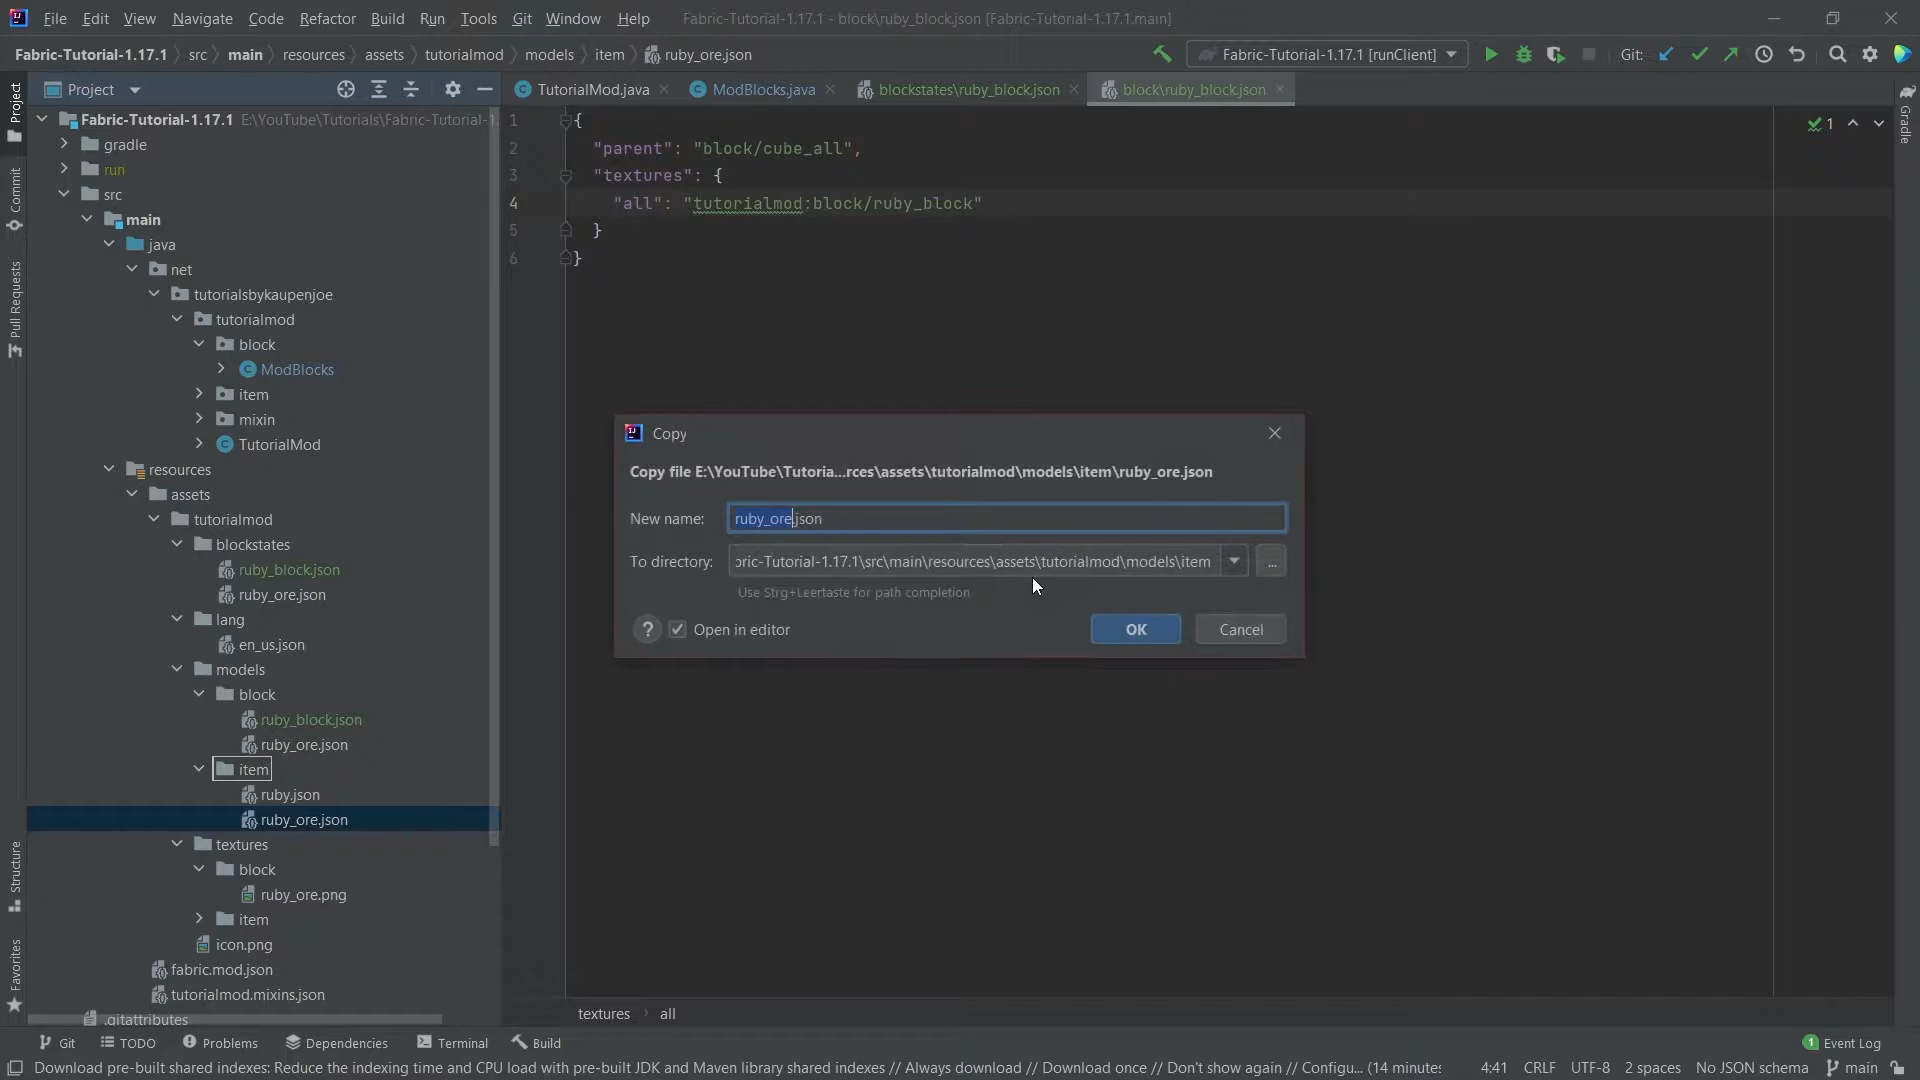 File Edit View Navigate Code Refactor Build Run Tools Git Window Help Fabric-Tutorial-1.17.1 - block\ruby_block.json [Fabric-Tutorial-1.17.1.main]
Fabric-Tutorial-1.17.1 src main resources assets tutorialmod models item ruby_ore.json Fabric-Tutorial-1.17.1 [runClient] Git:
Project
TutorialMod.java ModBlocks.java blockstates\ruby_block.json block\ruby_block.json
Fabric-Tutorial-1.17.1 E:\YouTube\Tutorials\Fabric-Tutorial-1.
gradle
run
src
main
java
net
tutorialsbykaupenjoe
tutorialmod
block
ModBlocks
item
mixin
TutorialMod
resources
assets
tutorialmod
blockstates
ruby_block.json
ruby_ore.json
lang
en_us.json
models
block
ruby_block.json
ruby_ore.json
item
ruby.json
ruby_ore.json
textures
block
ruby_ore.png
item
icon.png
fabric.mod.json
tutorialmod.mixins.json
.gitattributes
Project
Commit
Pull Requests
Structure
Favorites
1 {
2 "parent": "block/cube_all",
3 "textures": {
4 "all": "tutorialmod:block/ruby_block"
5 }
6 }
1
Gradle
Copy
Copy file E:\YouTube\Tutoria...rces\assets\tutorialmod\models\item\ruby_ore.json
New name: ruby_ore.json
To directory: bric-Tutorial-1.17.1\src\main\resources\assets\tutorialmod\models\item ...
Use Strg+Leertaste for path completion
? Open in editor OK Cancel
textures all
Git TODO Problems Dependencies Terminal Build 1 Event Log
Download pre-built shared indexes: Reduce the indexing time and CPU load with pre-built JDK and Maven library shared indexes // Always download // Download once // Don't show again // Configu... (14 minutes 4:41 CRLF UTF-8 2 spaces No JSON schema main